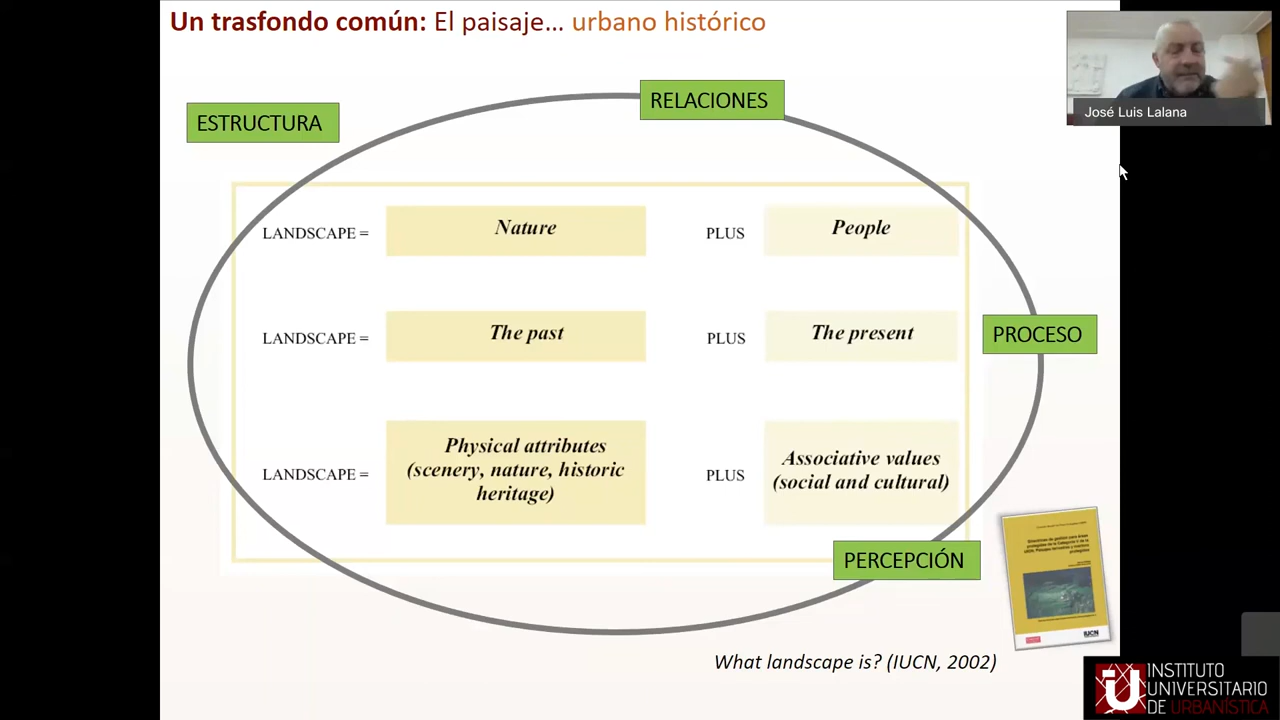 Un trasfondo común: El paisaje... urbano histórico
José Luis Lalana
RELACIONES
ESTRUCTURA
LANDSCAPE = Nature PLUS People
LANDSCAPE = The past PLUS The present
PROCESO
LANDSCAPE = Physical attributes (scenery, nature, historic heritage) PLUS Associative values (social and cultural)
PERCEPCIÓN
IUCN
What landscape is? (IUCN, 2002)
INSTITUTO
UNIVERSITARIO
DE URBANÍSTICA